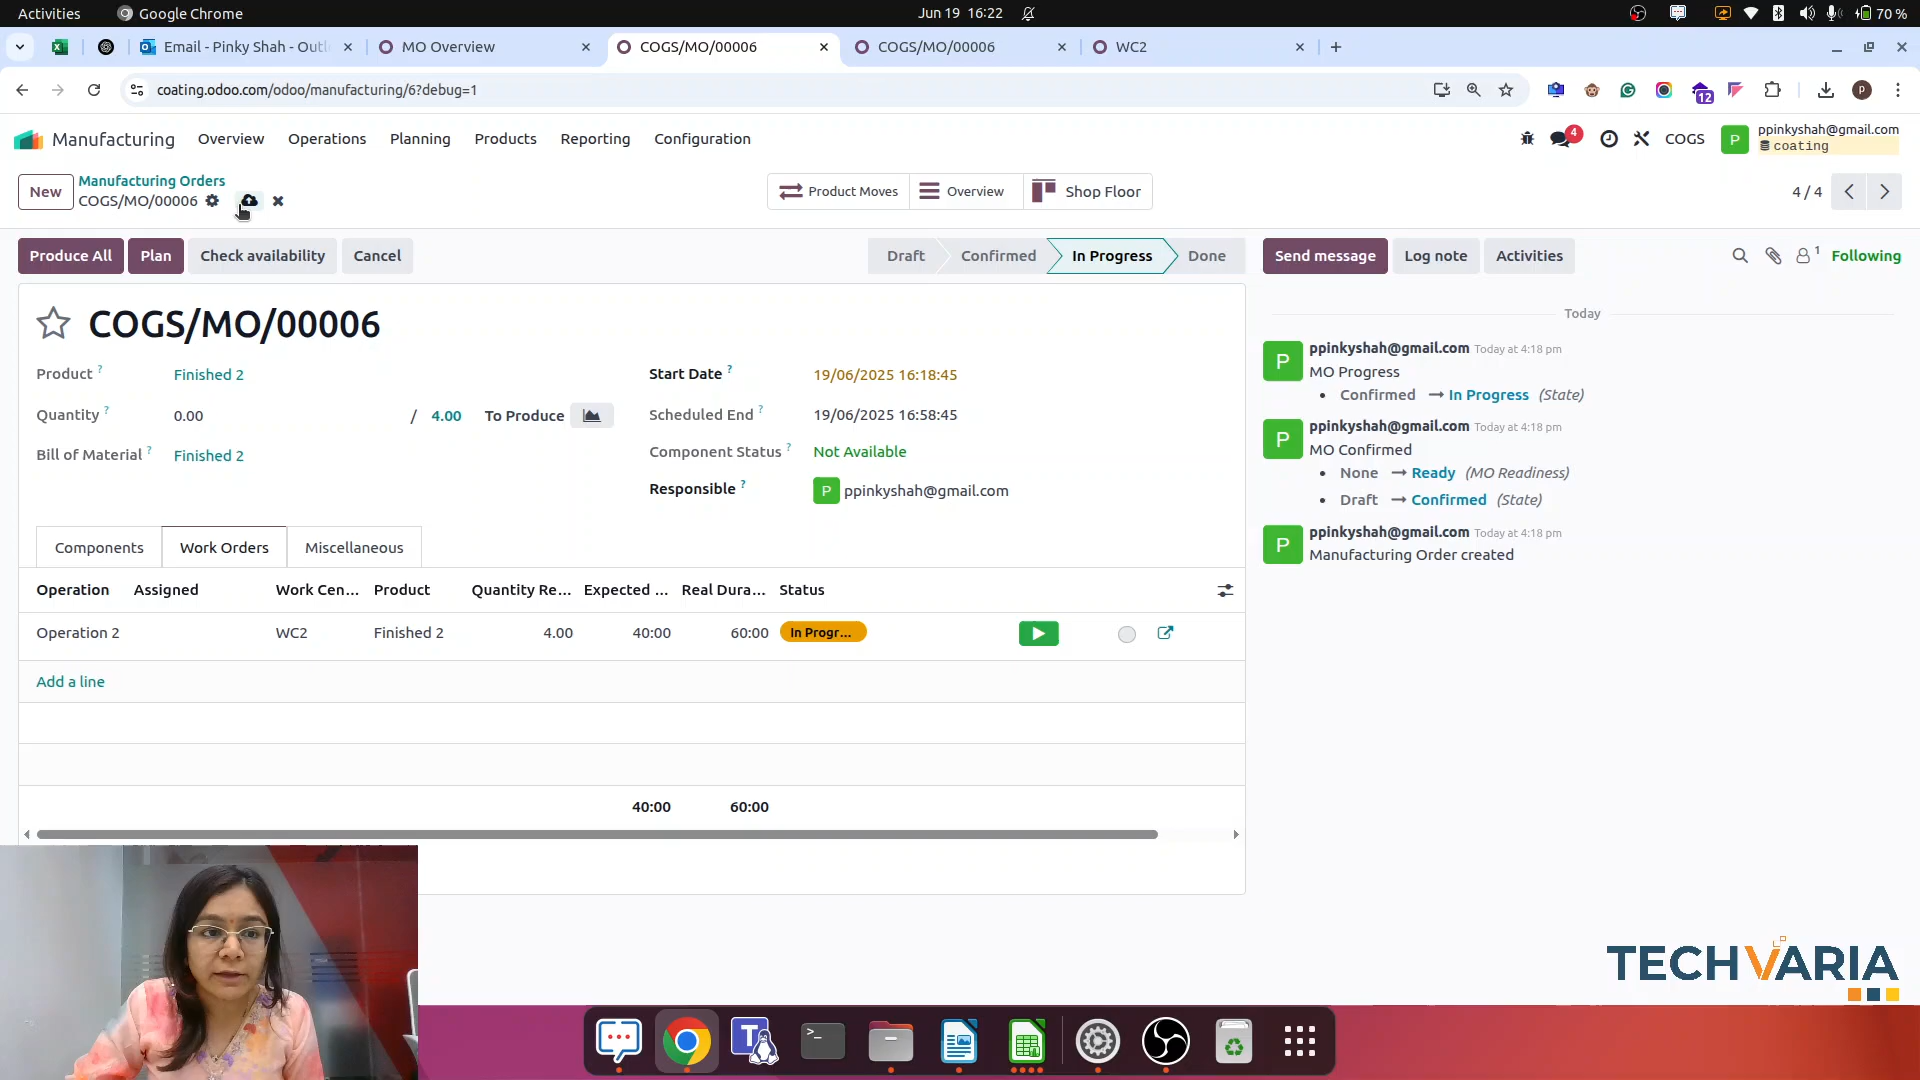 Activities
Google Chrome
Jun 19 16:22
70 %
Email - Pinky Shah - Outl
MO Overview
COGS/MO/00006
COGS/MO/00006
WC2
coating.odoo.com/odoo/manufacturing/6?debug=1
12
P
Manufacturing
Overview
Operations
Planning
Products
Reporting
Configuration
4
COGS
P
ppinkyshah@gmail.com
coating
New
Manufacturing Orders
COGS/MO/00006
Product Moves
Overview
Shop Floor
4 / 4
Produce All
Plan
Check availability
Cancel
Draft
Confirmed
In Progress
Done
Send message
Log note
Activities
1
Following
COGS/MO/00006
Product ?
Finished 2
Quantity ?
0.00 / 4.00 To Produce
Bill of Material ?
Finished 2
Start Date ?
19/06/2025 16:18:45
Scheduled End ?
19/06/2025 16:58:45
Component Status ?
Not Available
Responsible ?
P ppinkyshah@gmail.com
Components
Work Orders
Miscellaneous
Operation Assigned Work Cen... Product Quantity Re... Expected ... Real Dura... Status
Operation 2 WC2 Finished 2 4.00 40:00 60:00 In Progr...
Add a line
40:00 60:00
Today
P
ppinkyshah@gmail.com Today at 4:18 pm
MO Progress
• Confirmed → In Progress (State)
P
ppinkyshah@gmail.com Today at 4:18 pm
MO Confirmed
• None → Ready (MO Readiness)
• Draft → Confirmed (State)
P
ppinkyshah@gmail.com Today at 4:18 pm
Manufacturing Order created
TECHVARIA